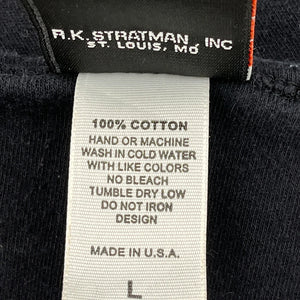 R.K. STRATMAN, INC
ST. LOUIS, MO
100% COTTON
HAND OR MACHINE
WASH IN COLD WATER
WITH LIKE COLORS
NO BLEACH
TUMBLE DRY LOW
DO NOT IRON
DESIGN
MADE IN U.S.A.
L